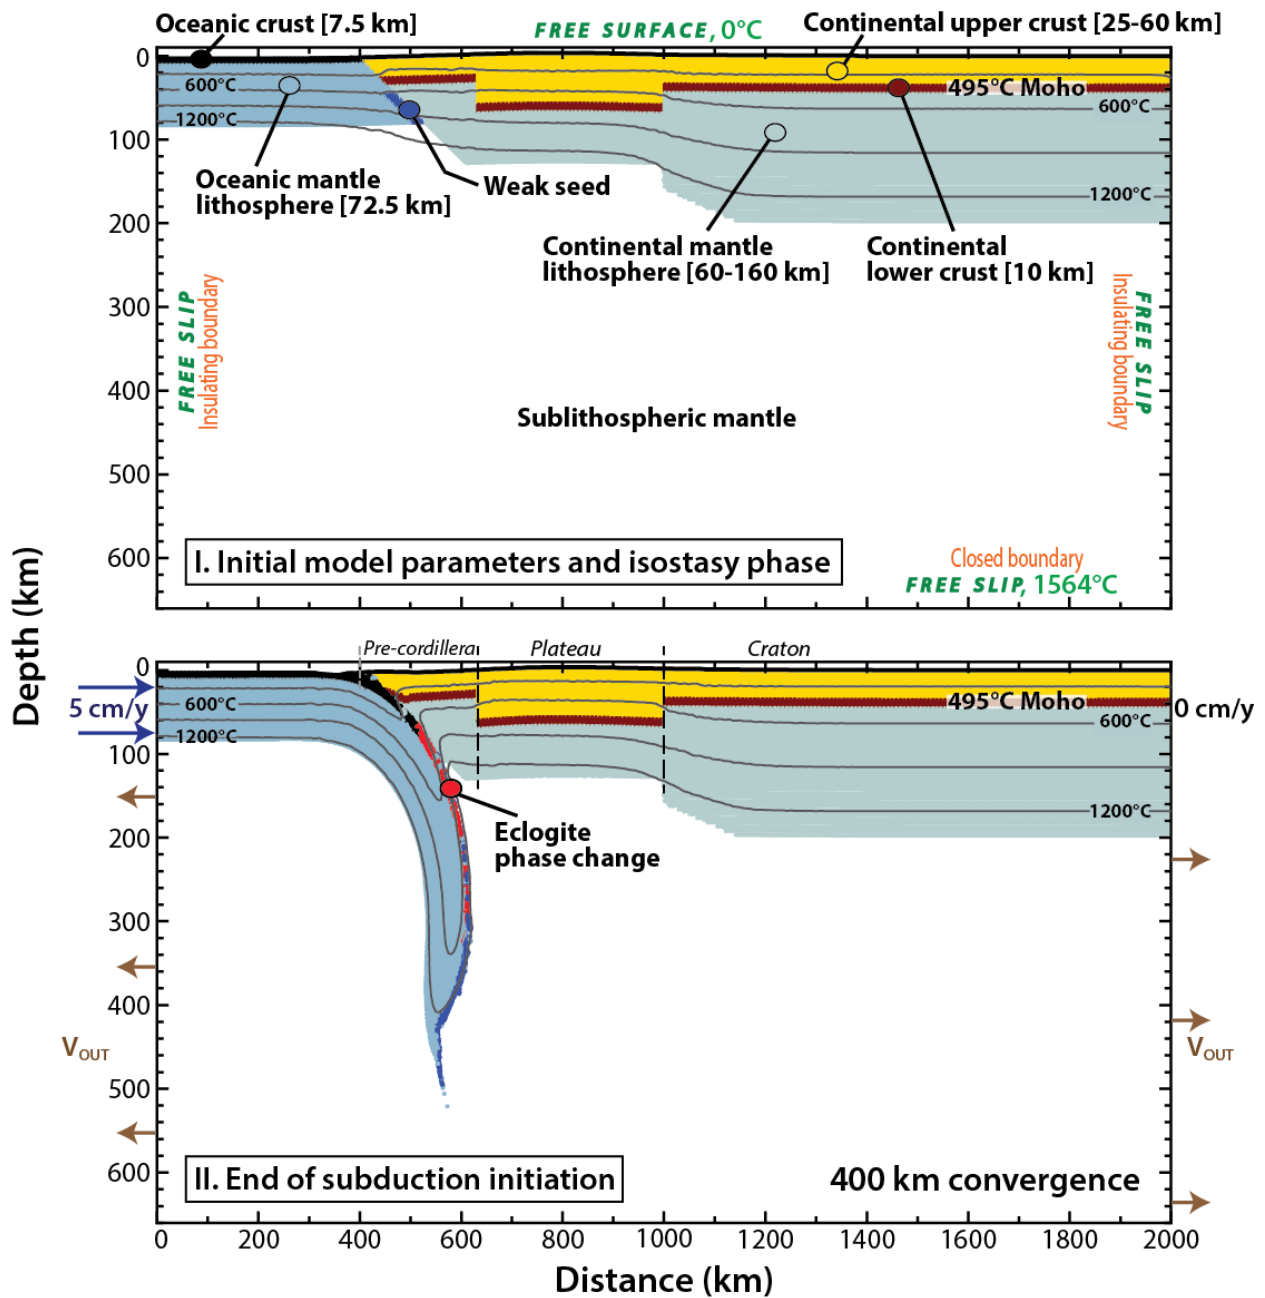 Oceanic crust [7.5 km]
FREE SURFACE, 0°C
Continental upper crust [25-60 km]
0
600°C
495°C Moho
600°C
1200°C
100
Oceanic mantle
lithosphere [72.5 km]
Weak seed
1200°C
200
Continental mantle
lithosphere [60-160 km]
Continental
lower crust [10 km]
300
FREE SLIP
Insulating boundary
Insulating boundary
FREE SLIP
400
Sublithospheric mantle
500
600
I. Initial model parameters and isostasy phase
Closed boundary
FREE SLIP, 1564°C
Depth (km)
Pre-cordillera
Plateau
Craton
0
5 cm/y
600°C
495°C Moho
0 cm/y
600°C
1200°C
100
1200°C
200
Eclogite
phase change
300
400
VOUT
VOUT
500
600
II. End of subduction initiation
400 km convergence
0
200
400
600
800
1000
1200
1400
1600
1800
2000
Distance (km)